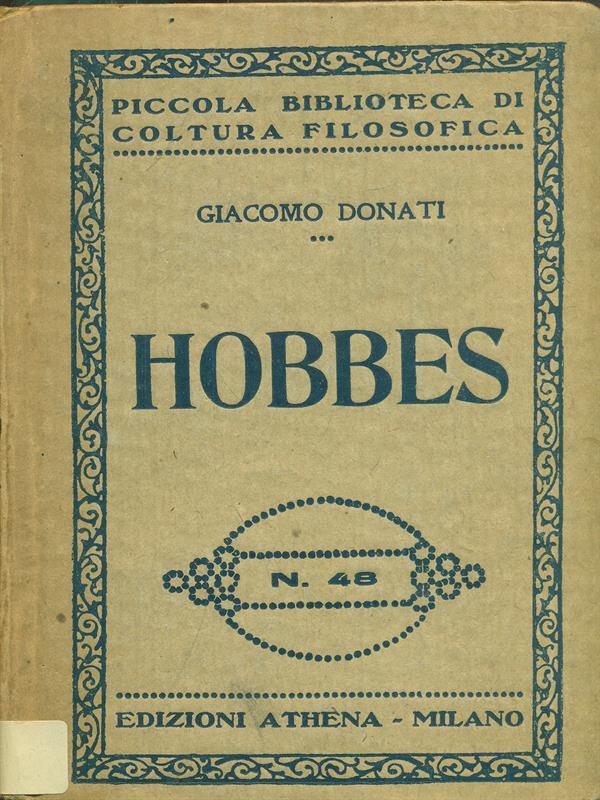 PICCOLA BIBLIOTECA DI
COLTURA FILOSOFICA
GIACOMO DONATI
HOBBES
N. 48
EDIZIONI ATHENA - MILANO